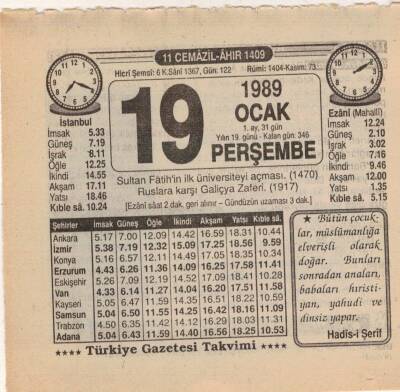 11 CEMÂZİL-ÂHIR 1409
Hicrî Şemsî: 6 K.Sâni 1367, Gün: 122
Rûmî: 1404-Kasım: 73
19
1989
OCAK
1. ay, 31 gün
Yılın 19. günü - Kalan gün: 346
PERŞEMBE
İstanbul
İmsak 5.33
Güneş 7.19
İşrak 8.11
Öğle 12.25
İkindi 14.55
Akşam 17.11
Yatsı 18.46
Kıble sâ. 10.24
Ezânî (Mahallî)
İmsak 12.24
Güneş 2.10
İşrak 3.02
Öğle 7.16
İkindi 9.46
Akşam 12.00
Yatsı 1.35
Kıble sâ. 5.15
Sultan Fâtih'in ilk üniversiteyi açması. (1470)
Ruslara karşı Galiçya Zaferi. (1917)
[Ezânî sâat 2 dak. geri alınır – Gündüzün uzaması 3 dak.]
Şehirler İmsak Güneş Öğle İkindi Akşam Yatsı Kıble sâ.
Ankara 5.17 7.00 12.09 14.42 16.59 18.31 10.44
İzmir 5.38 7.19 12.32 15.09 17.25 18.56 9.59
Konya 5.16 6.57 12.11 14.49 17.05 18.35 10.38
Erzurum 4.43 6.26 11.36 14.09 16.25 17.58 11.41
Eskişehir 5.26 7.09 12.19 14.52 17.09 18.41 10.28
Van 4.33 6.14 11.27 14.04 16.20 17.51 11.58
Kayseri 5.05 6.47 11.59 14.35 16.51 18.22 10.59
Samsun 5.04 6.50 11.55 14.25 16.42 18.16 11.09
Trabzon 4.50 6.35 11.42 14.12 16.29 18.03 11.31
Adana 5.04 6.43 11.59 14.40 16.56 18.25 10.53
★ Bütün çocuk-
lar, müslümanlığa
elverişli olarak
doğar. Bunları
sonradan anaları,
babaları hıristi-
yan, yahudi ve
dinsiz yapar.
Hadîs-i Şerîf
★★★★ Türkiye Gazetesi Takvimi ★★★★